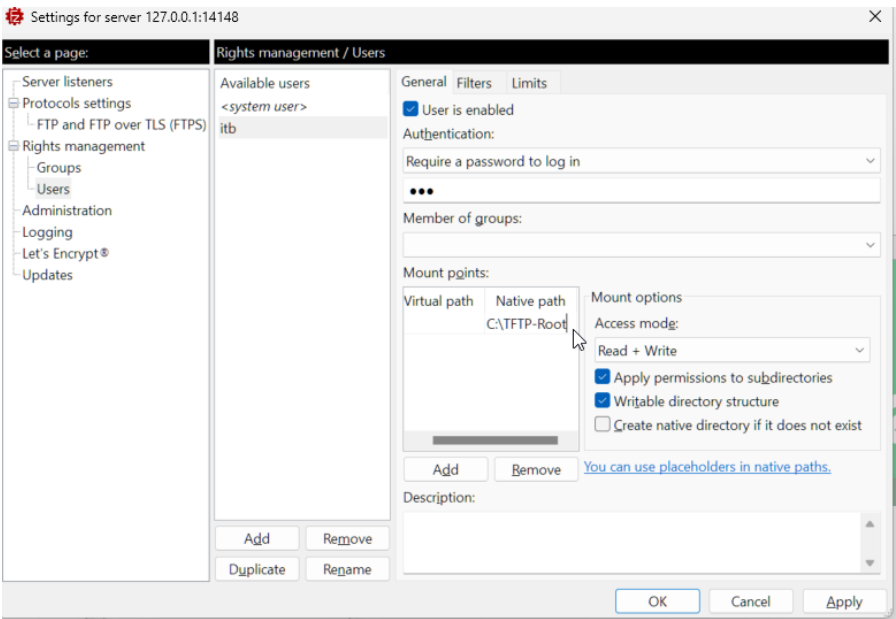 Settings for server 127.0.0.1:14148
Select a page:
Server listeners
Protocols settings
FTP and FTP over TLS (FTPS)
Rights management
Groups
Users
Administration
Logging
Let's Encrypt®
Updates
Rights management / Users
Available users
<system user>
itb
Add
Remove
Duplicate
Rename
General Filters Limits
User is enabled
Authentication:
Require a password to log in
•••
Member of groups:
Mount points:
Virtual path Native path
C:\TFTP-Root
Add
Remove
Mount options
Access mode:
Read + Write
Apply permissions to subdirectories
Writable directory structure
Create native directory if it does not exist
You can use placeholders in native paths.
Description:
OK
Cancel
Apply